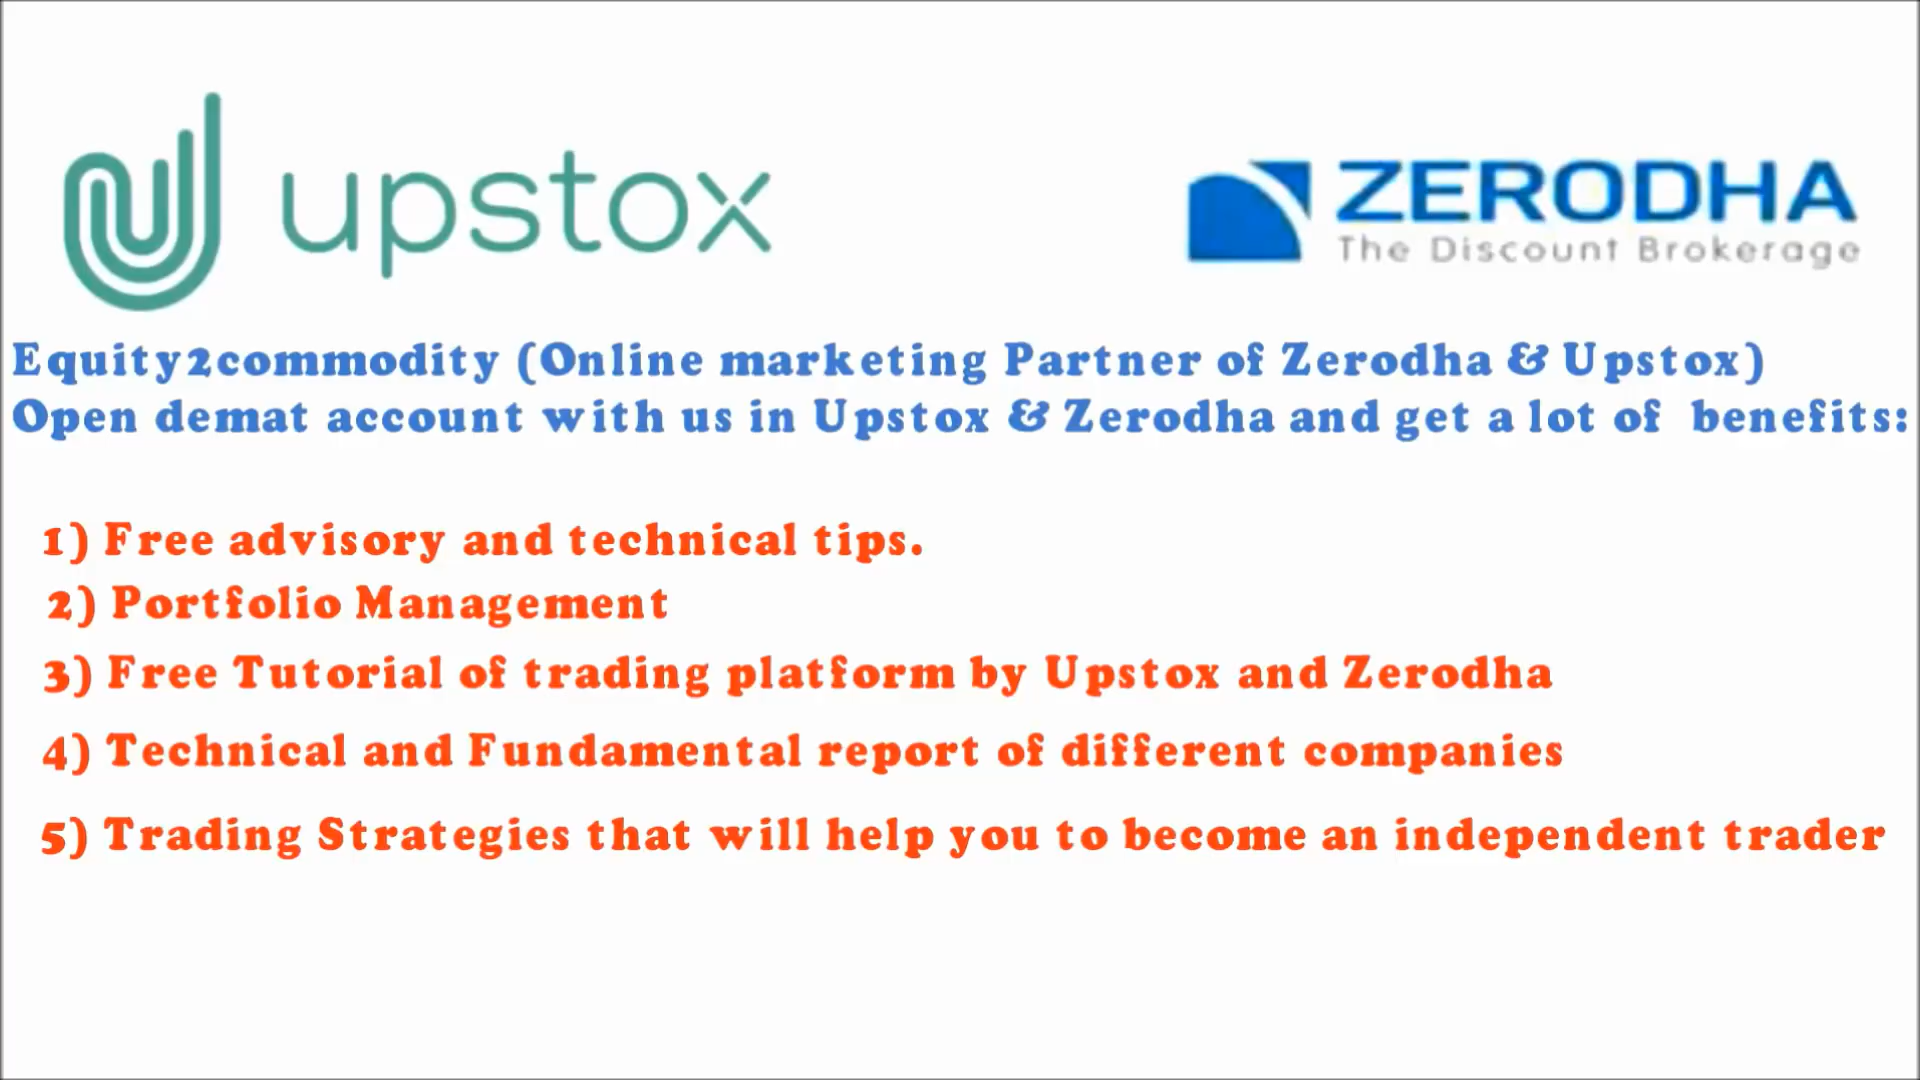 upstox
ZERODHA
The Discount Brokerage
Equity2commodity (Online marketing Partner of Zerodha & Upstox)
Open demat account with us in Upstox & Zerodha and get a lot of benefits:
1) Free advisory and technical tips.
2) Portfolio Management
3) Free Tutorial of trading platform by Upstox and Zerodha
4) Technical and Fundamental report of different companies
5) Trading Strategies that will help you to become an independent trader